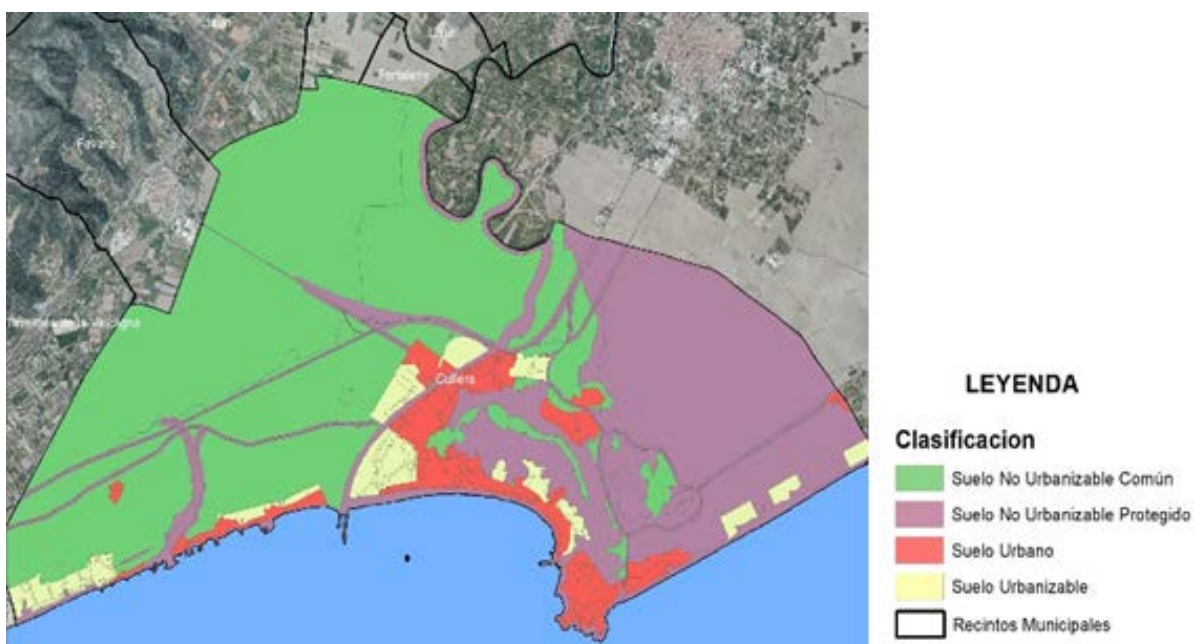 Fortaleny
Favara
Cullera
LEYENDA
Clasificacion
Suelo No Urbanizable Común
Suelo No Urbanizable Protegido
Suelo Urbano
Suelo Urbanizable
Recintos Municipales